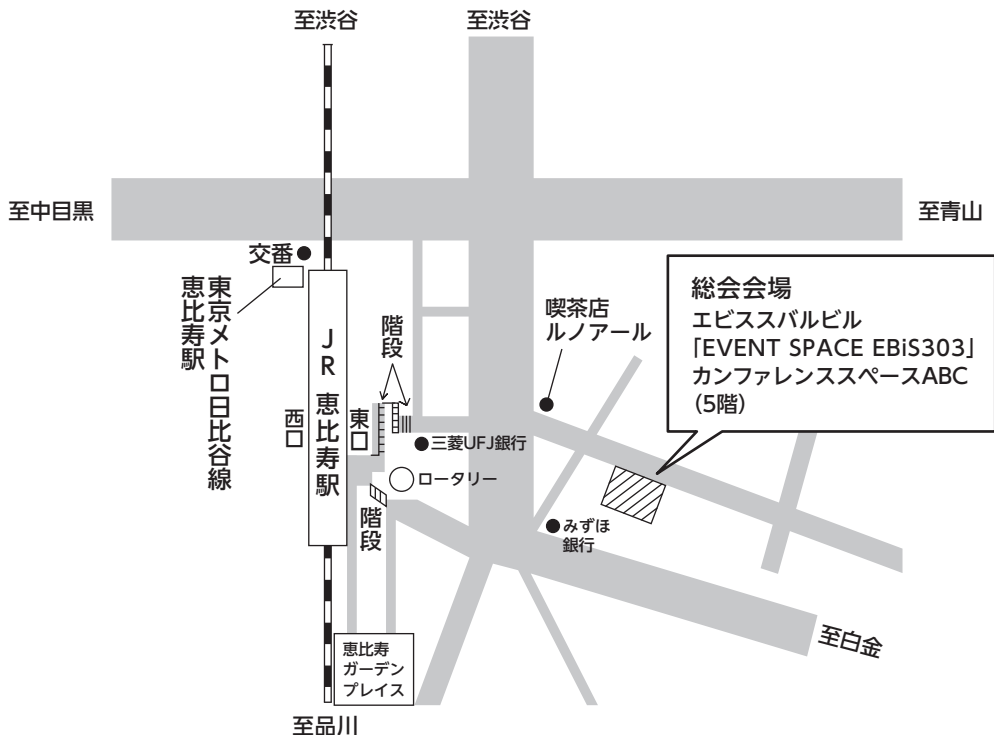 至渋谷
至渋谷
至中目黒
至青山
交番
東京メトロ日比谷線
恵比寿駅
JR 恵比寿駅
西口
東口
階段
喫茶店
ルノアール
総会会場
エビススバルビル
「EVENT SPACE EBiS303」
カンファレンススペースABC
(5階)
三菱UFJ銀行
ロータリー
階段
みずほ
銀行
至白金
恵比寿
ガーデン
プレイス
至品川